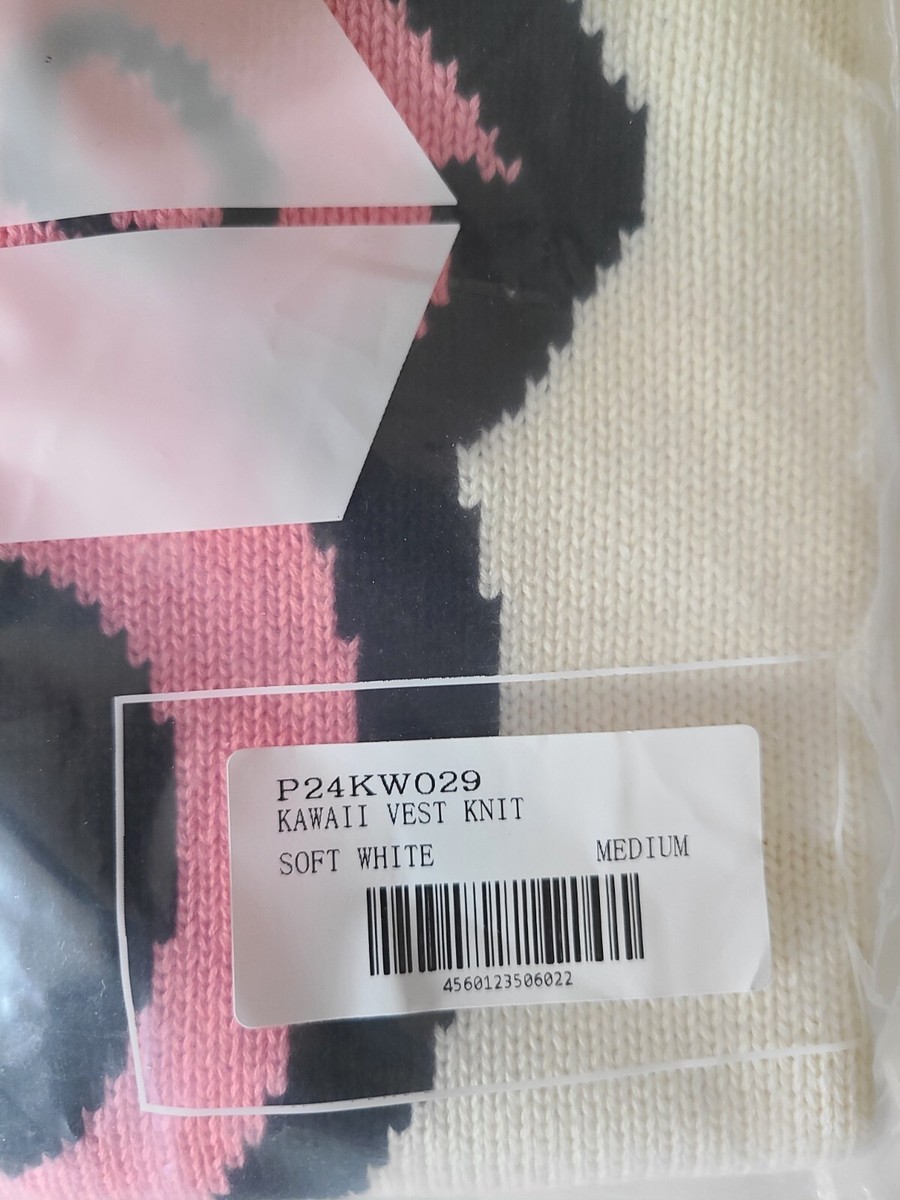 P24KW029
KAWAII VEST KNIT
SOFT WHITE MEDIUM
4560123506022